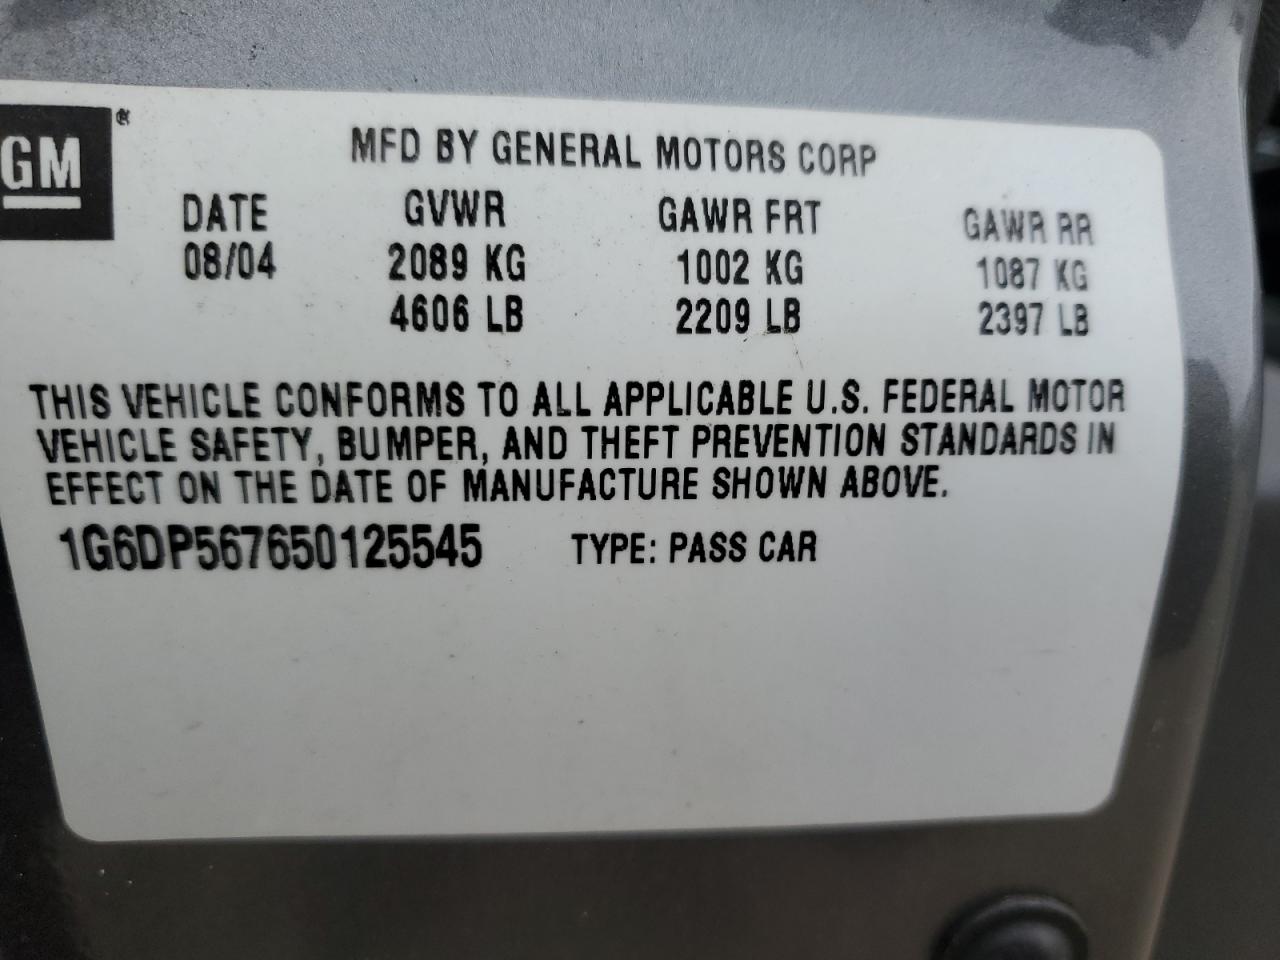 GM®
MFD BY GENERAL MOTORS CORP
DATE GVWR GAWR FRT GAWR RR
08/04 2089 KG 1002 KG 1087 KG
4606 LB 2209 LB 2397 LB
THIS VEHICLE CONFORMS TO ALL APPLICABLE U.S. FEDERAL MOTOR
VEHICLE SAFETY, BUMPER, AND THEFT PREVENTION STANDARDS IN
EFFECT ON THE DATE OF MANUFACTURE SHOWN ABOVE.
1G6DP567650125545 TYPE: PASS CAR